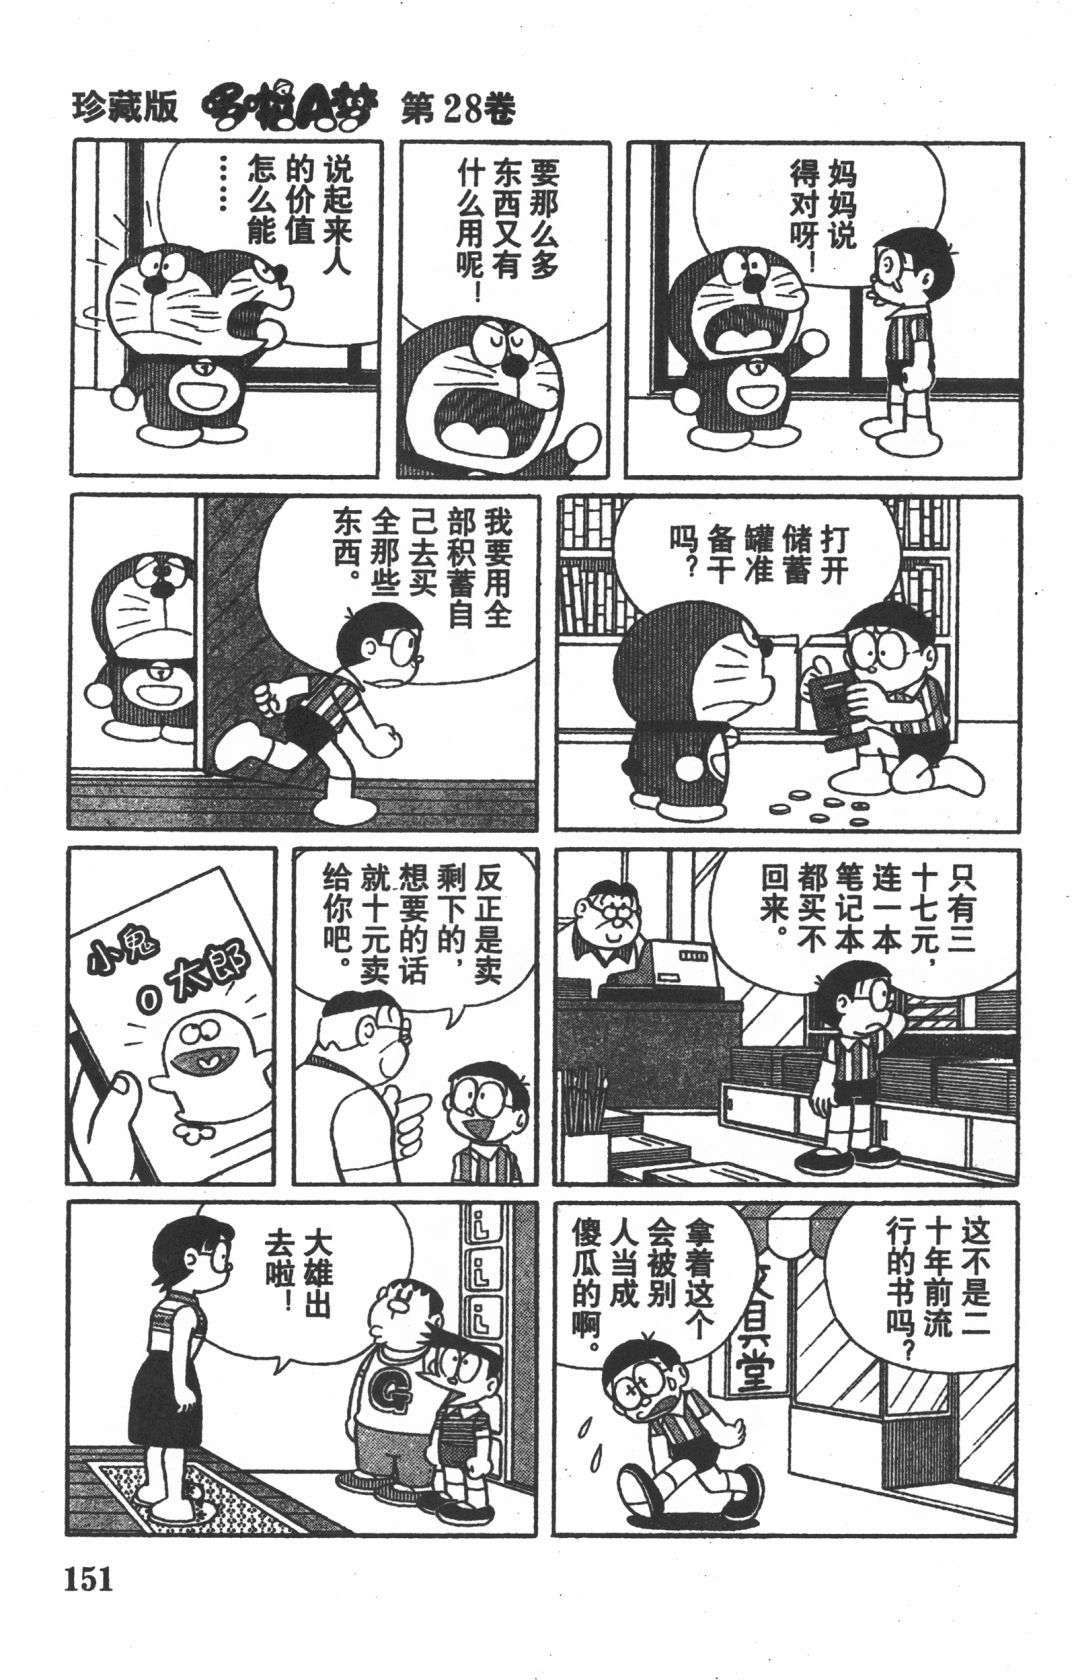 珍藏版 哆啦A梦 第28卷
妈妈说
得对呀！
要那么多
东西又有
什么用呢！
说起来人
的价值
怎么能
……
打开
储蓄
罐准
备干
吗？
我要用全
部积蓄自
己去买
全那些
东西。
只有三
十七元，
连一本
笔记本
都买不
回来。
反正是卖
剩下的，
想要的话
就十元卖
给你吧。
小鬼
O太郎
这不是二
十年前流
行的书吗？
拿着这个
会被别
人当成
傻瓜的啊。
文具堂
大雄出
去啦！
G
151